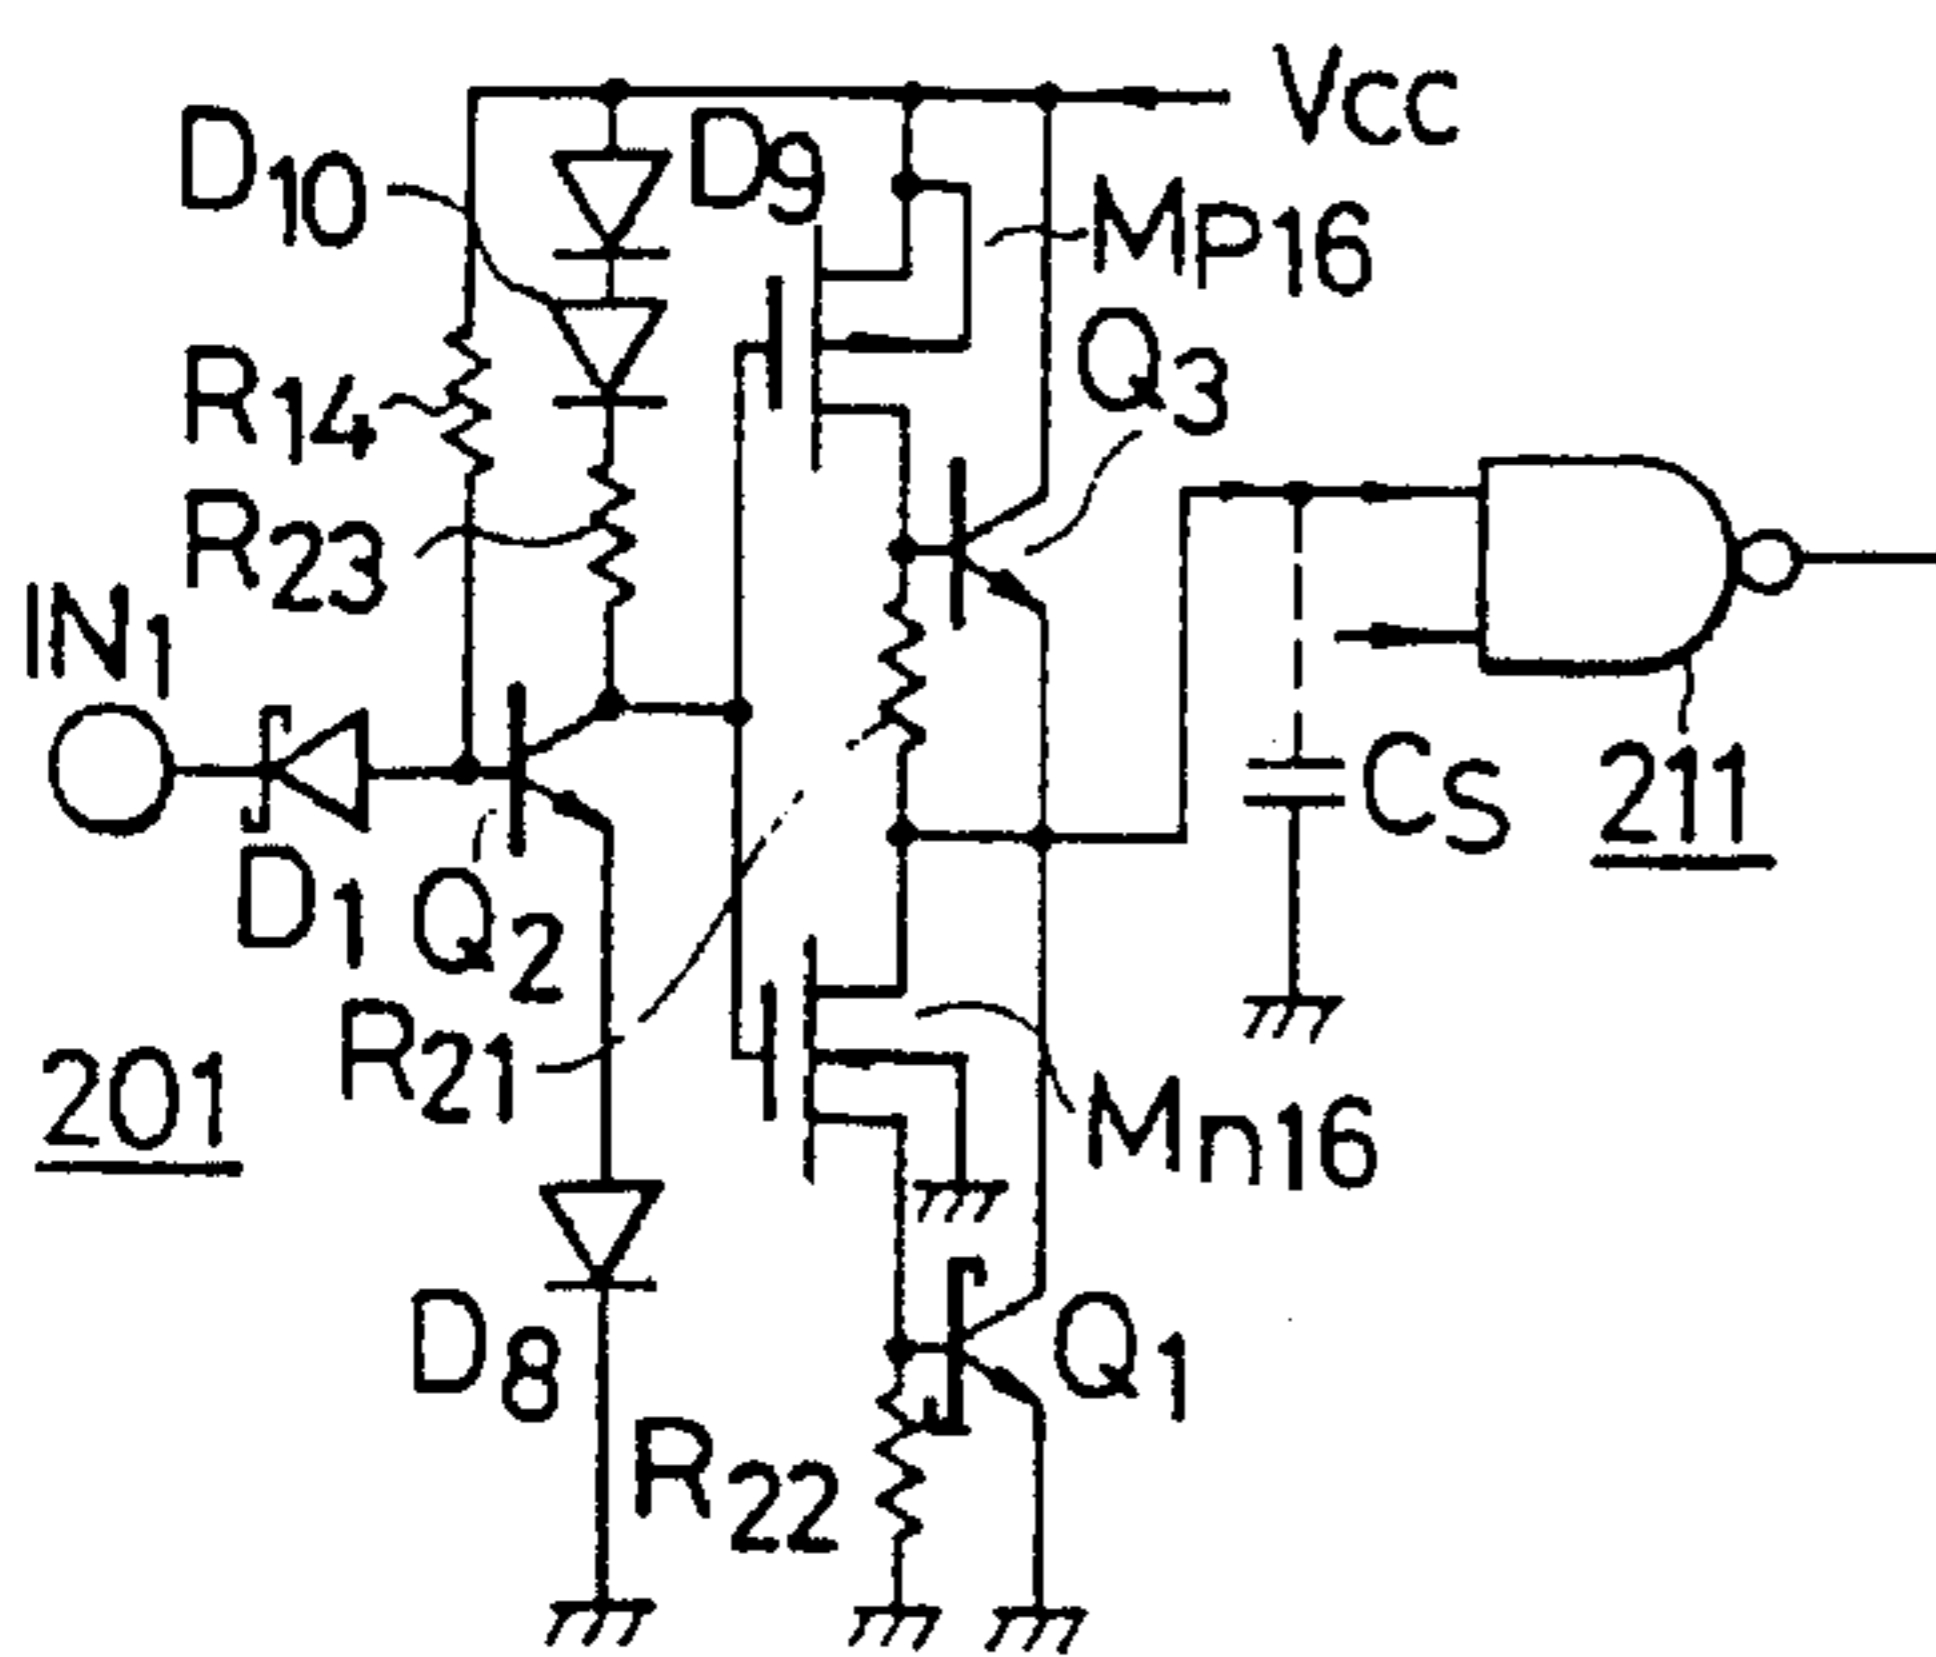 Vcc
D10
D9
MP16
Q3
R14
R23
IN1
D1
Q2
CS
211
R21
201
Mn16
D8
Q1
R22